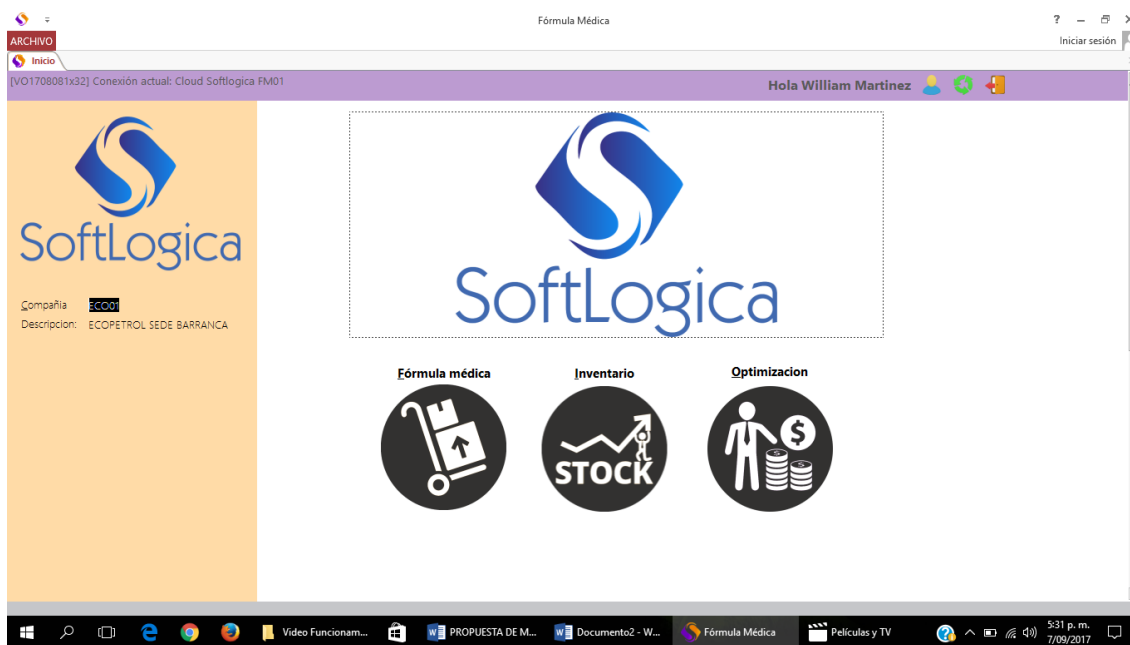 Fórmula Médica
?
ARCHIVO
Iniciar sesión
Inicio
[VO1708081x32] Conexión actual: Cloud Softlogica FM01
Hola William Martinez
SoftLogica
SoftLogica
Compañia ECO01
Descripcion: ECOPETROL SEDE BARRANCA
Fórmula médica
Inventario
Optimizacion
STOCK
$
Video Funcionam...
PROPUESTA DE M...
Documento2 - W...
Fórmula Médica
Películas y TV
5:31 p. m.
7/09/2017